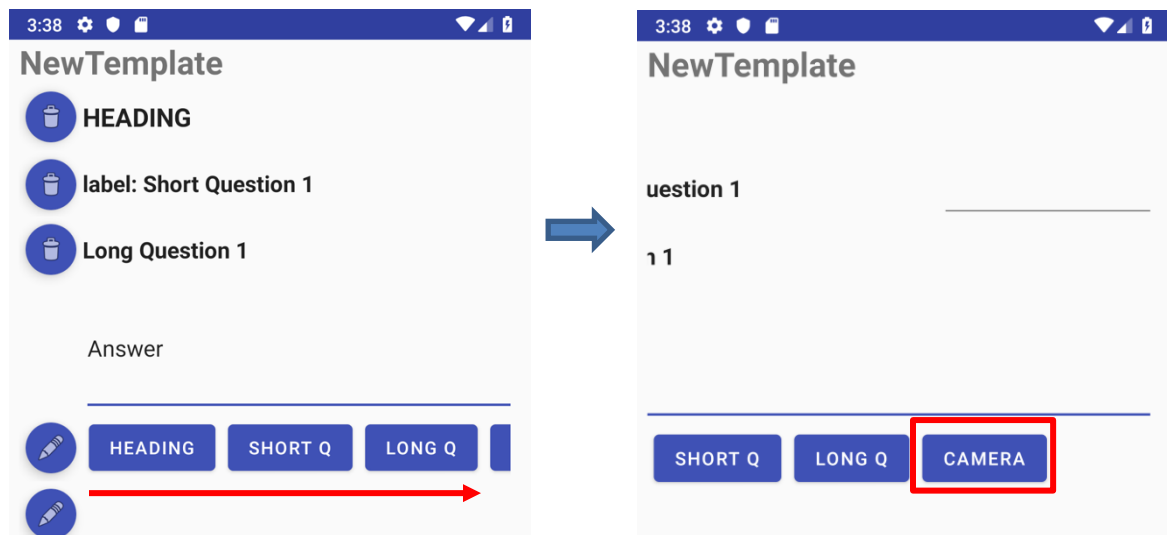 3:38
NewTemplate
HEADING
label: Short Question 1
Long Question 1
Answer
HEADING SHORT Q LONG Q
3:38
NewTemplate
uestion 1
n 1
SHORT Q LONG Q CAMERA